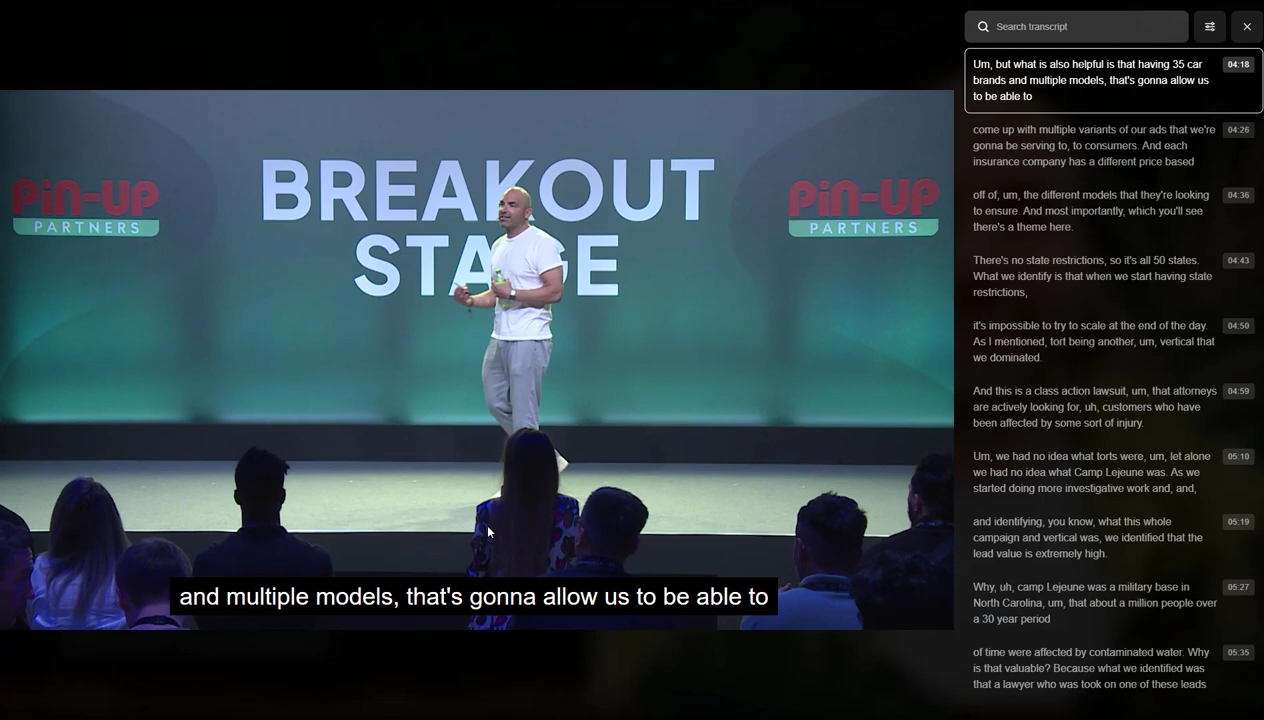 Search transcript
Um, but what is also helpful is that having 35 car
brands and multiple models, that's gonna allow us
to be able to
04:18
come up with multiple variants of our ads that we're
gonna be serving to, to consumers. And each
insurance company has a different price based
04:26
off of, um, the different models that they're looking
to ensure. And most importantly, which you'll see
there's a theme here.
04:36
There's no state restrictions, so it's all 50 states.
What we identify is that when we start having state
restrictions,
04:43
it's impossible to try to scale at the end of the day.
As I mentioned, tort being another, um, vertical that
we dominated.
04:50
And this is a class action lawsuit, um, that attorneys
are actively looking for, uh, customers who have
been affected by some sort of injury.
04:59
Um, we had no idea what torts were, um, let alone
we had no idea what Camp Lejeune was. As we
started doing more investigative work and, and,
05:10
and identifying, you know, what this whole
campaign and vertical was, we identified that the
lead value is extremely high.
05:19
Why, uh, camp Lejeune was a military base in
North Carolina, um, that about a million people over
a 30 year period
05:27
of time were affected by contaminated water. Why
is that valuable? Because what we identified was
that a lawyer who was took on one of these leads
05:35
BREAKOUT
STAGE
PiN-UP
PARTNERS
PiN-UP
PARTNERS
and multiple models, that's gonna allow us to be able to